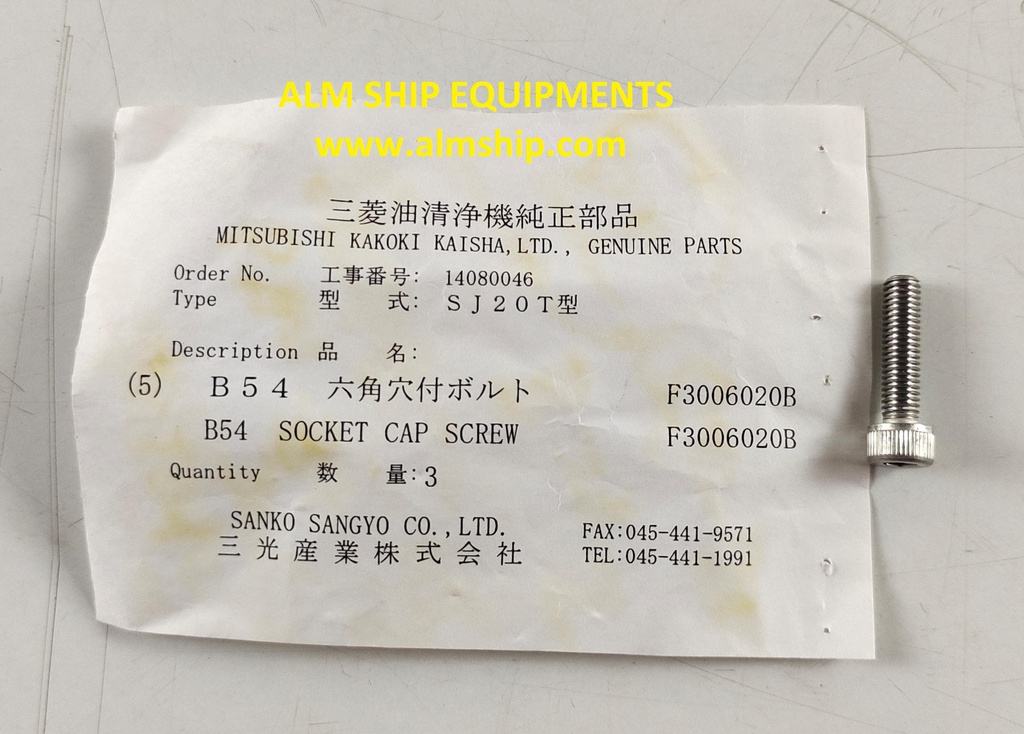 ALM SHIP EQUIPMENTS
www.almship.com
三菱油清浄機純正部品
MITSUBISHI KAKOKI KAISHA,LTD., GENUINE PARTS
Order No. 工事番号: 14080046
Type 型 式: ＳＪ２０Ｔ型
Description 品 名:
(5) Ｂ５４ 六角穴付ボルト F3006020B
B54 SOCKET CAP SCREW F3006020B
Quantity 数 量:3
SANKO SANGYO CO.,LTD. FAX:045-441-9571
三光産業株式会社 TEL:045-441-1991